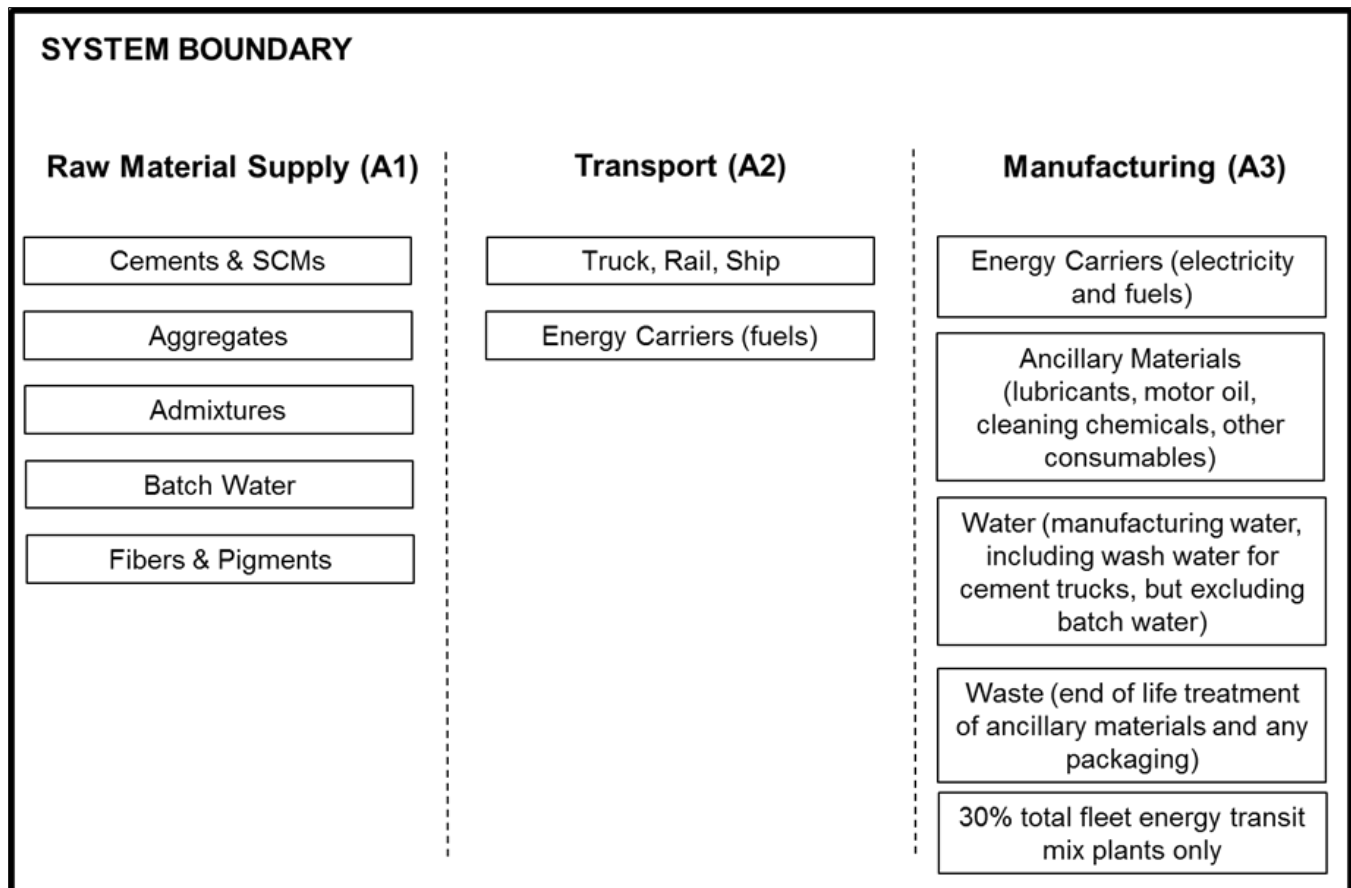 SYSTEM BOUNDARY
Raw Material Supply (A1)
Cements & SCMs
Aggregates
Admixtures
Batch Water
Fibers & Pigments
Transport (A2)
Truck, Rail, Ship
Energy Carriers (fuels)
Manufacturing (A3)
Energy Carriers (electricity
and fuels)
Ancillary Materials
(lubricants, motor oil,
cleaning chemicals, other
consumables)
Water (manufacturing water,
including wash water for
cement trucks, but excluding
batch water)
Waste (end of life treatment
of ancillary materials and any
packaging)
30% total fleet energy transit
mix plants only